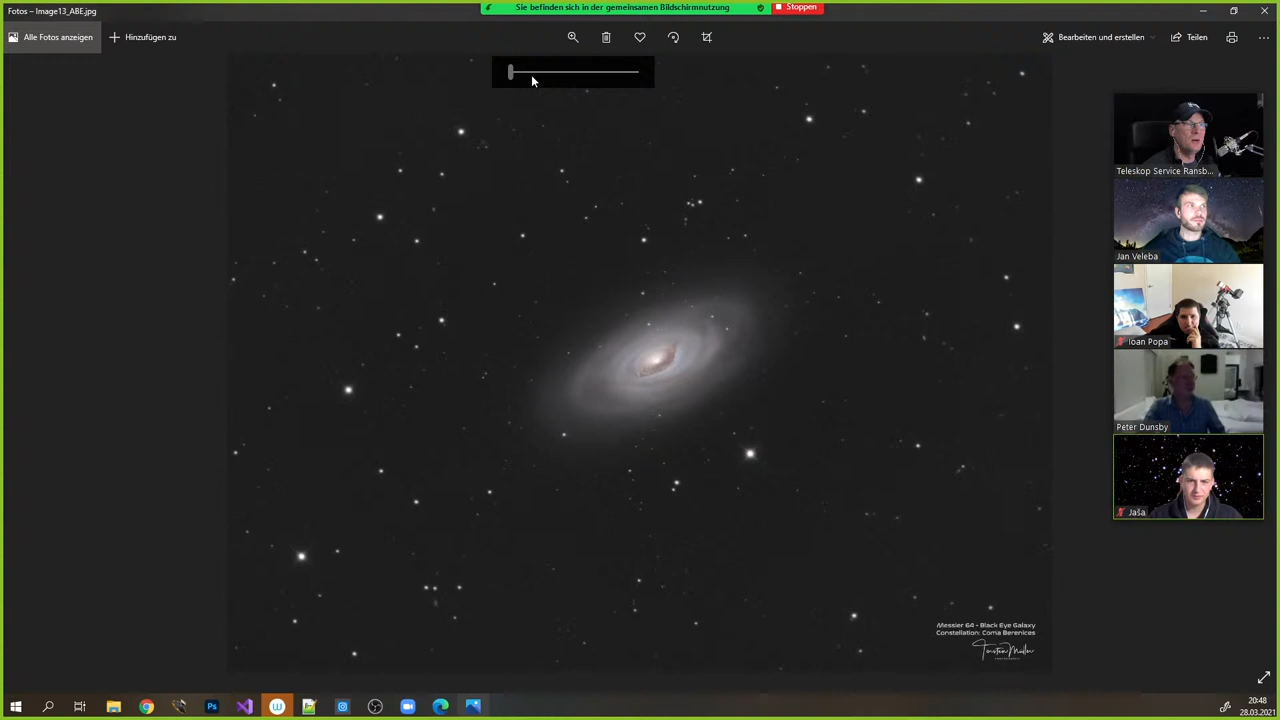 Fotos – Image13_ABE.jpg
Sie befinden sich in der gemeinsamen Bildschirmnutzung
Stoppen
Alle Fotos anzeigen
Hinzufügen zu
Bearbeiten und erstellen
Teilen
Teleskop Service Ransb...
Jan Veleba
Ioan Popa
Peter Dunsby
Jaša
Messier 64 - Black Eye Galaxy
Constellation: Coma Berenices
Torsten Müller
20:48
28.03.2021